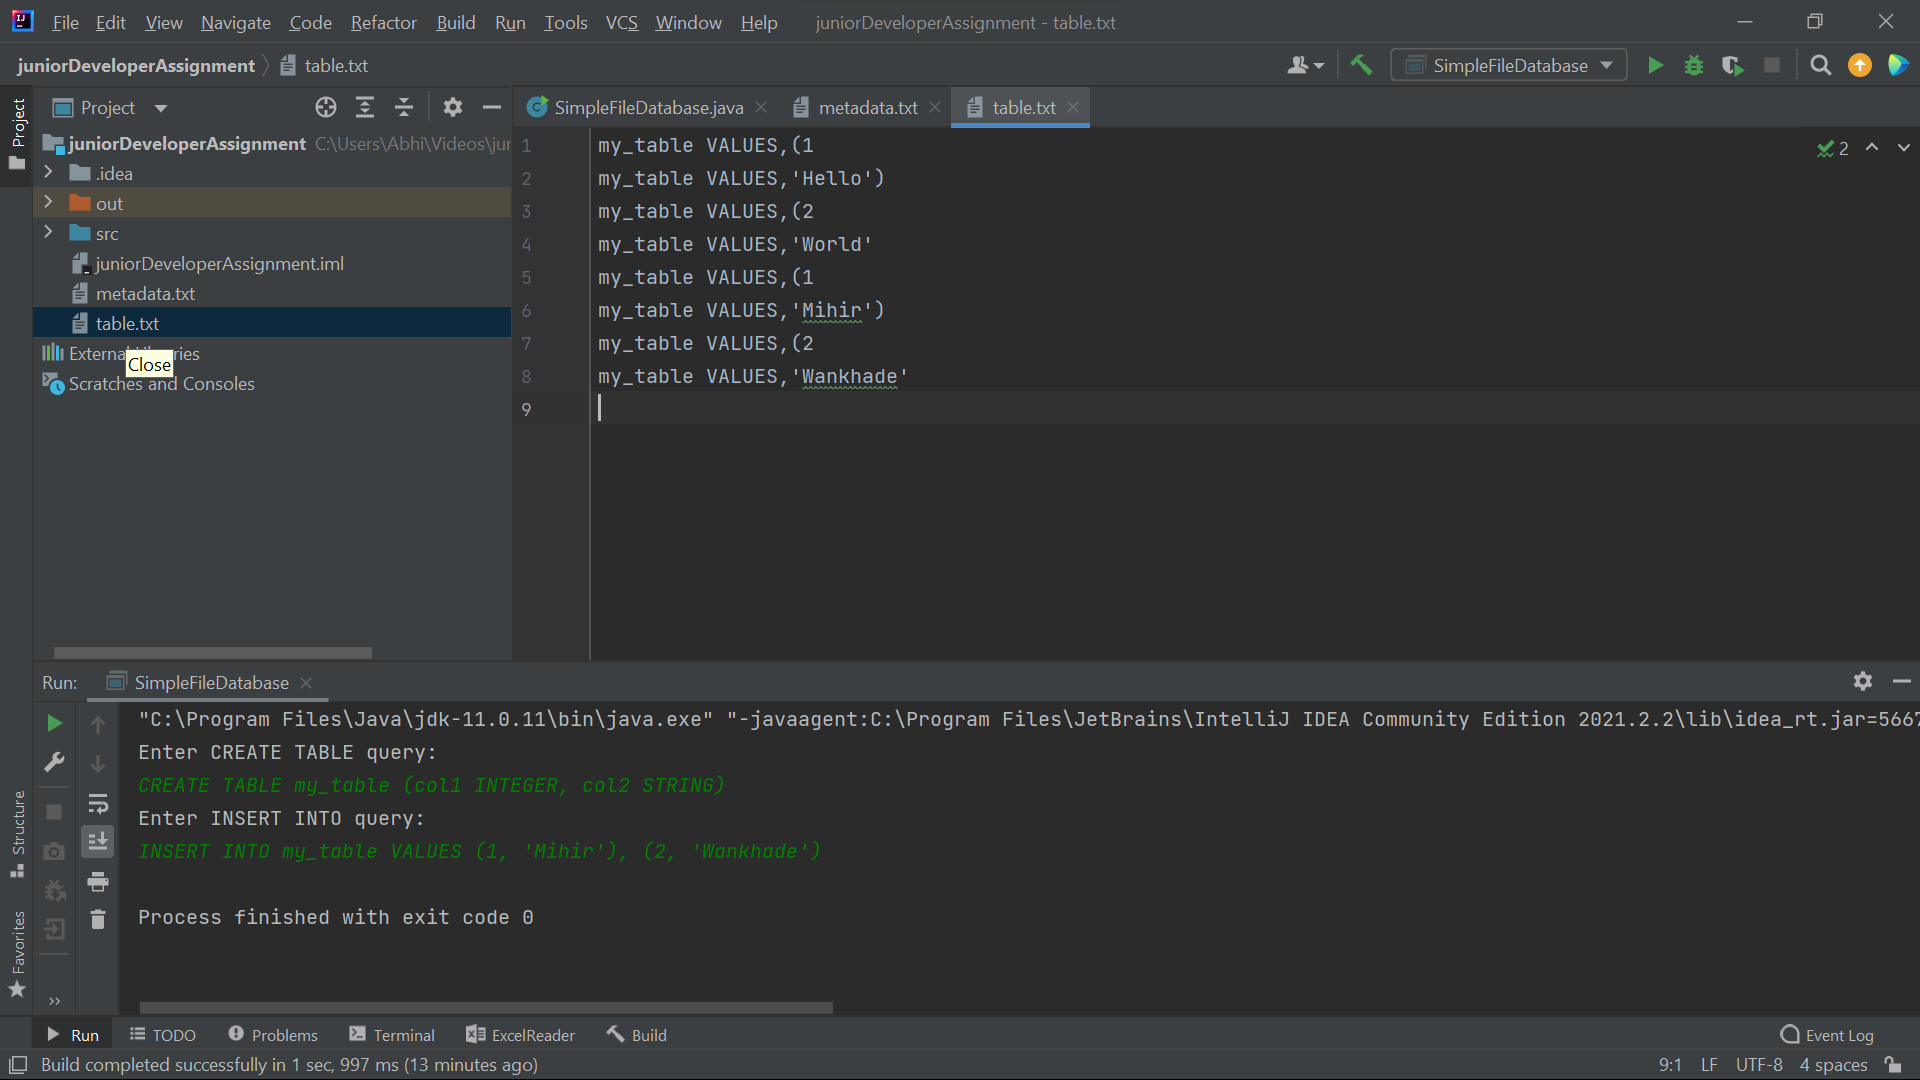 File Edit View Navigate Code Refactor Build Run Tools VCS Window Help juniorDeveloperAssignment - table.txt
juniorDeveloperAssignment table.txt SimpleFileDatabase
Project
Project
SimpleFileDatabase.java metadata.txt table.txt
juniorDeveloperAssignment C:\Users\Abhi\Videos\jur
.idea
out
src
juniorDeveloperAssignment.iml
metadata.txt
table.txt
External ries
Close
Scratches and Consoles
1 my_table VALUES,(1
2 my_table VALUES,'Hello')
3 my_table VALUES,(2
4 my_table VALUES,'World'
5 my_table VALUES,(1
6 my_table VALUES,'Mihir')
7 my_table VALUES,(2
8 my_table VALUES,'Wankhade'
9
2
Run: SimpleFileDatabase
"C:\Program Files\Java\jdk-11.0.11\bin\java.exe" "-javaagent:C:\Program Files\JetBrains\IntelliJ IDEA Community Edition 2021.2.2\lib\idea_rt.jar=5667
Enter CREATE TABLE query:
CREATE TABLE my_table (col1 INTEGER, col2 STRING)
Enter INSERT INTO query:
INSERT INTO my_table VALUES (1, 'Mihir'), (2, 'Wankhade')
Process finished with exit code 0
Structure
Favorites
Run TODO Problems Terminal ExcelReader Build Event Log
Build completed successfully in 1 sec, 997 ms (13 minutes ago) 9:1 LF UTF-8 4 spaces